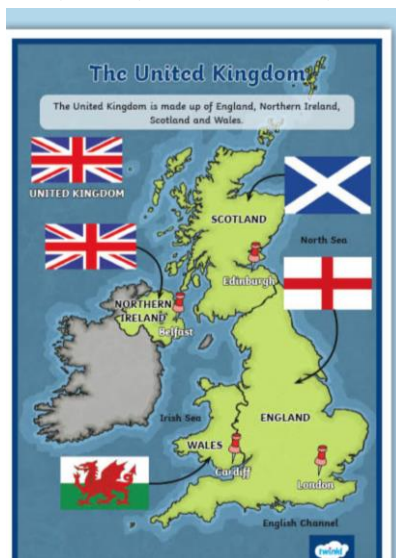 The United Kingdom
The United Kingdom is made up of England, Northern Ireland,
Scotland and Wales.
UNITED KINGDOM
SCOTLAND
North Sea
Edinburgh
NORTHERN
IRELAND
Belfast
Irish Sea
ENGLAND
WALES
Cardiff
London
English Channel
twinkl